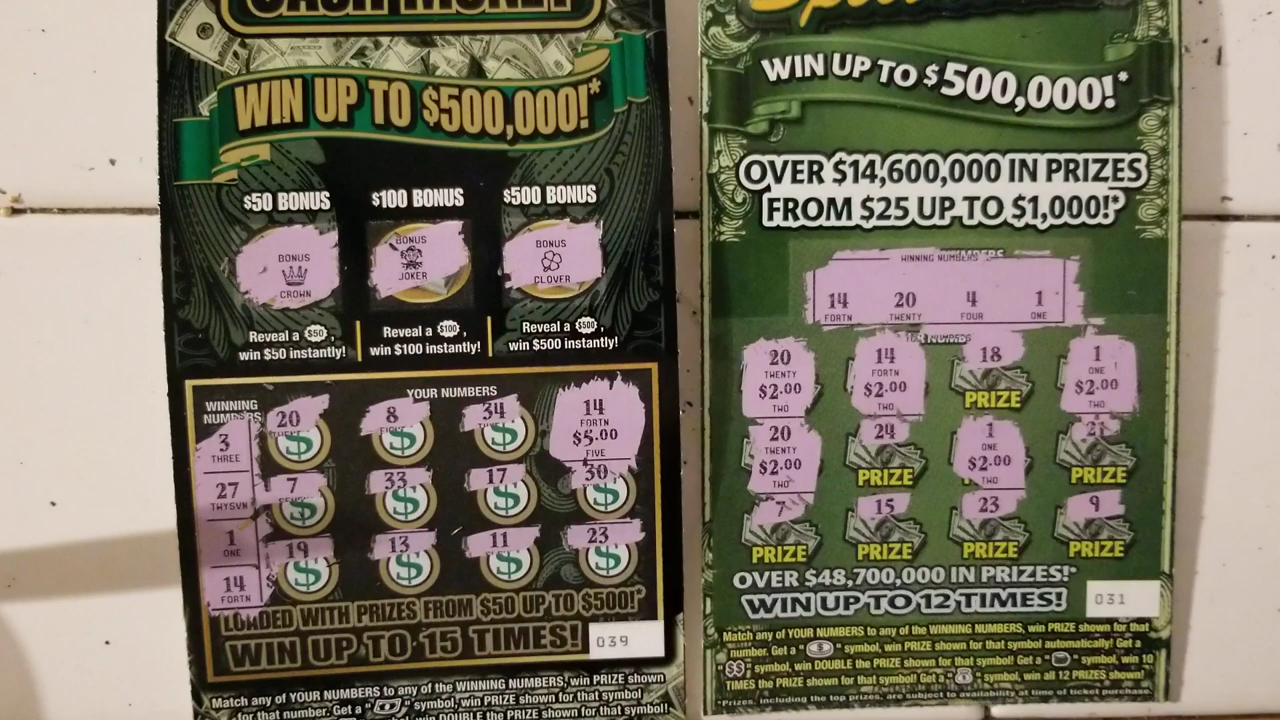 CASH MONEY
WIN UP TO $500,000!*
$50 BONUS
$100 BONUS
$500 BONUS
BONUS
CROWN
BONUS
JOKER
BONUS
CLOVER
Reveal a $50,
win $50 instantly!
Reveal a $100,
win $100 instantly!
Reveal a $500,
win $500 instantly!
WINNING
NUMBERS
YOUR NUMBERS
3
THREE
27
TWYSVN
1
ONE
14
FORTN
20
8
34
14
FORTN
$5.00
FIVE
7
33
17
30
19
13
11
23
LOADED WITH PRIZES FROM $50 UP TO $500!*
WIN UP TO 15 TIMES!
039
Match any of YOUR NUMBERS to any of the WINNING NUMBERS, win PRIZE shown
for that number. Get a symbol, win PRIZE shown for that symbol
symbol, win DOUBLE the PRIZE shown for that symbol!
WIN UP TO $500,000!*
OVER $14,600,000 IN PRIZES
FROM $25 UP TO $1,000!*
WINNING NUMBERS
14
FORTN
20
TWENTY
4
FOUR
1
ONE
20
TWENTY
$2.00
TWO
14
FORTN
$2.00
TWO
18
PRIZE
1
ONE
$2.00
TWO
20
TWENTY
$2.00
TWO
24
PRIZE
1
ONE
$2.00
TWO
21
PRIZE
7
PRIZE
15
PRIZE
23
PRIZE
9
PRIZE
OVER $48,700,000 IN PRIZES!*
WIN UP TO 12 TIMES!
031
Match any of YOUR NUMBERS to any of the WINNING NUMBERS, win PRIZE shown for that
number. Get a " " symbol, win PRIZE shown for that symbol automatically! Get a
"$$" symbol, win DOUBLE the PRIZE shown for that symbol! Get a " " symbol, win 10
TIMES the PRIZE shown for that symbol! Get a " " symbol, win all 12 PRIZES shown!
*Prizes, including the top prizes, are subject to availability at time of ticket purchase.